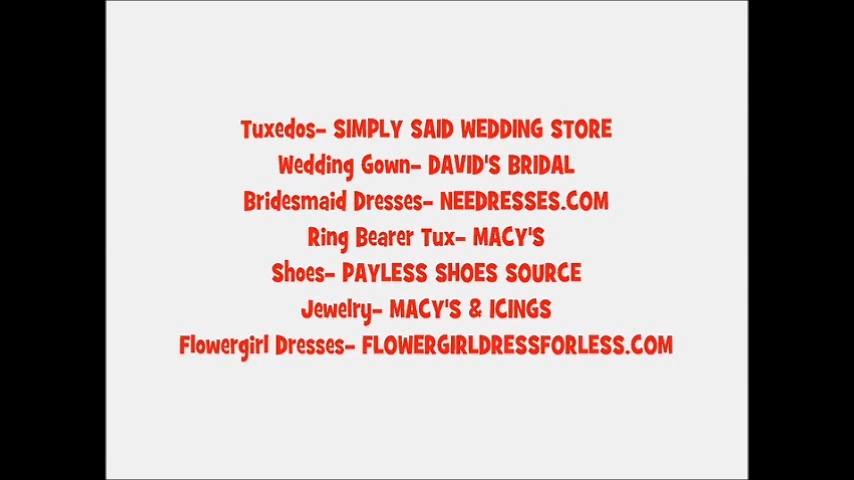 Tuxedos- SIMPLY SAID WEDDING STORE
Wedding Gown- DAVID'S BRIDAL
Bridesmaid Dresses- NEEDRESSES.COM
Ring Bearer Tux- MACY'S
Shoes- PAYLESS SHOES SOURCE
Jewelry- MACY'S & ICINGS
Flowergirl Dresses- FLOWERGIRLDRESSFORLESS.COM